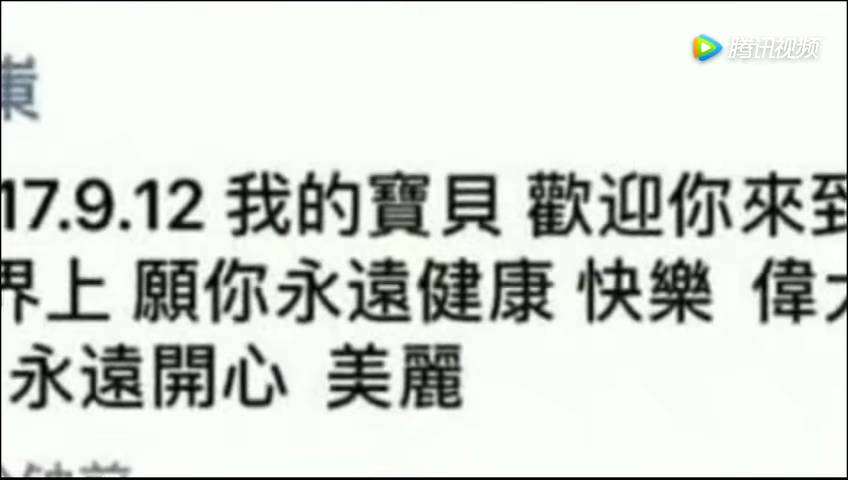 腾讯视频
17.9.12 我的寶貝 歡迎你來到
界上 願你永遠健康 快樂 偉大
永遠開心 美麗